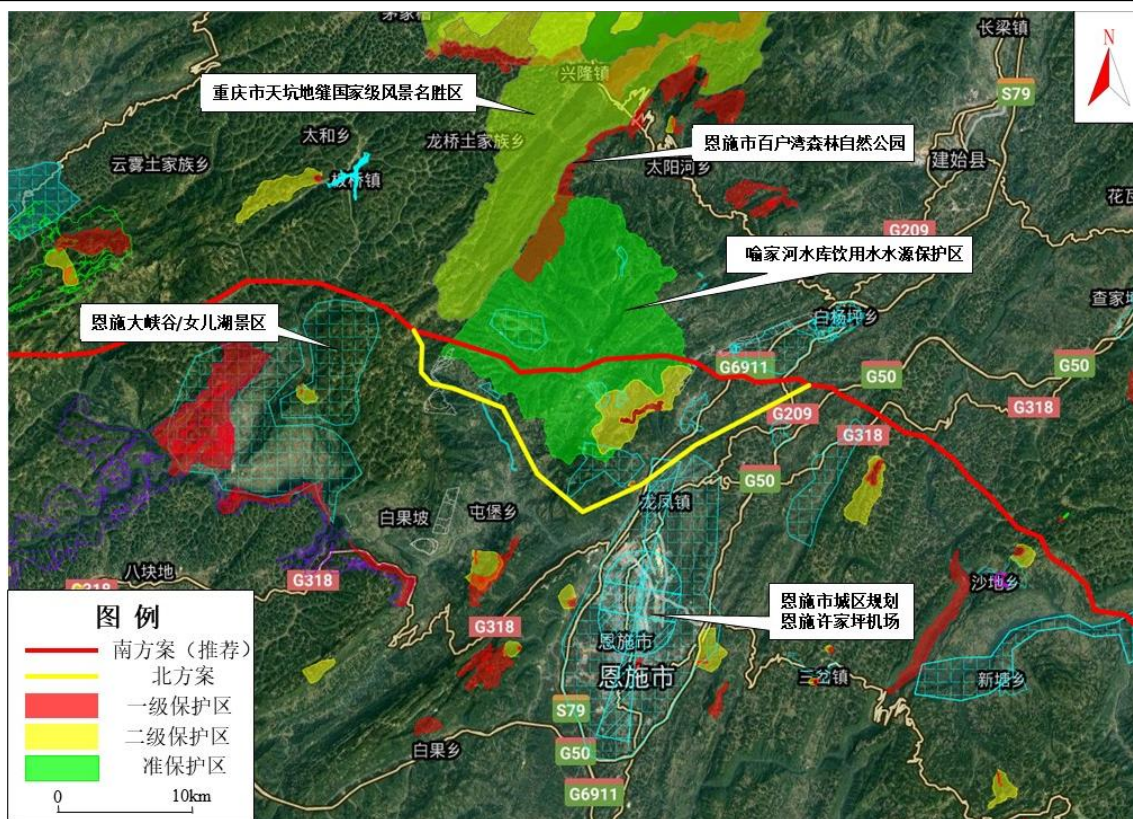 茅家槽
长梁镇
N
兴隆镇
S79
重庆市天坑地缝国家级风景名胜区
太和乡
龙桥土家族乡
恩施市百户湾森林自然公园
云雾土家族乡
板桥镇
太阳河乡
建始县
花
G209
喻家河水库饮用水水源保护区
恩施大峡谷/女儿湖景区
白杨坪乡
查家
G6911
G50
G50
G209
G318
G318
G50
龙凤镇
白果坡
屯堡乡
八块地
G318
G318
沙地乡
图 例
南方案（推荐）
北方案
一级保护区
二级保护区
准保护区
0
10km
G318
恩施市城区规划
恩施许家坪机场
恩施市
恩施市
三岔镇
新塘乡
S79
白果乡
G50
G6911